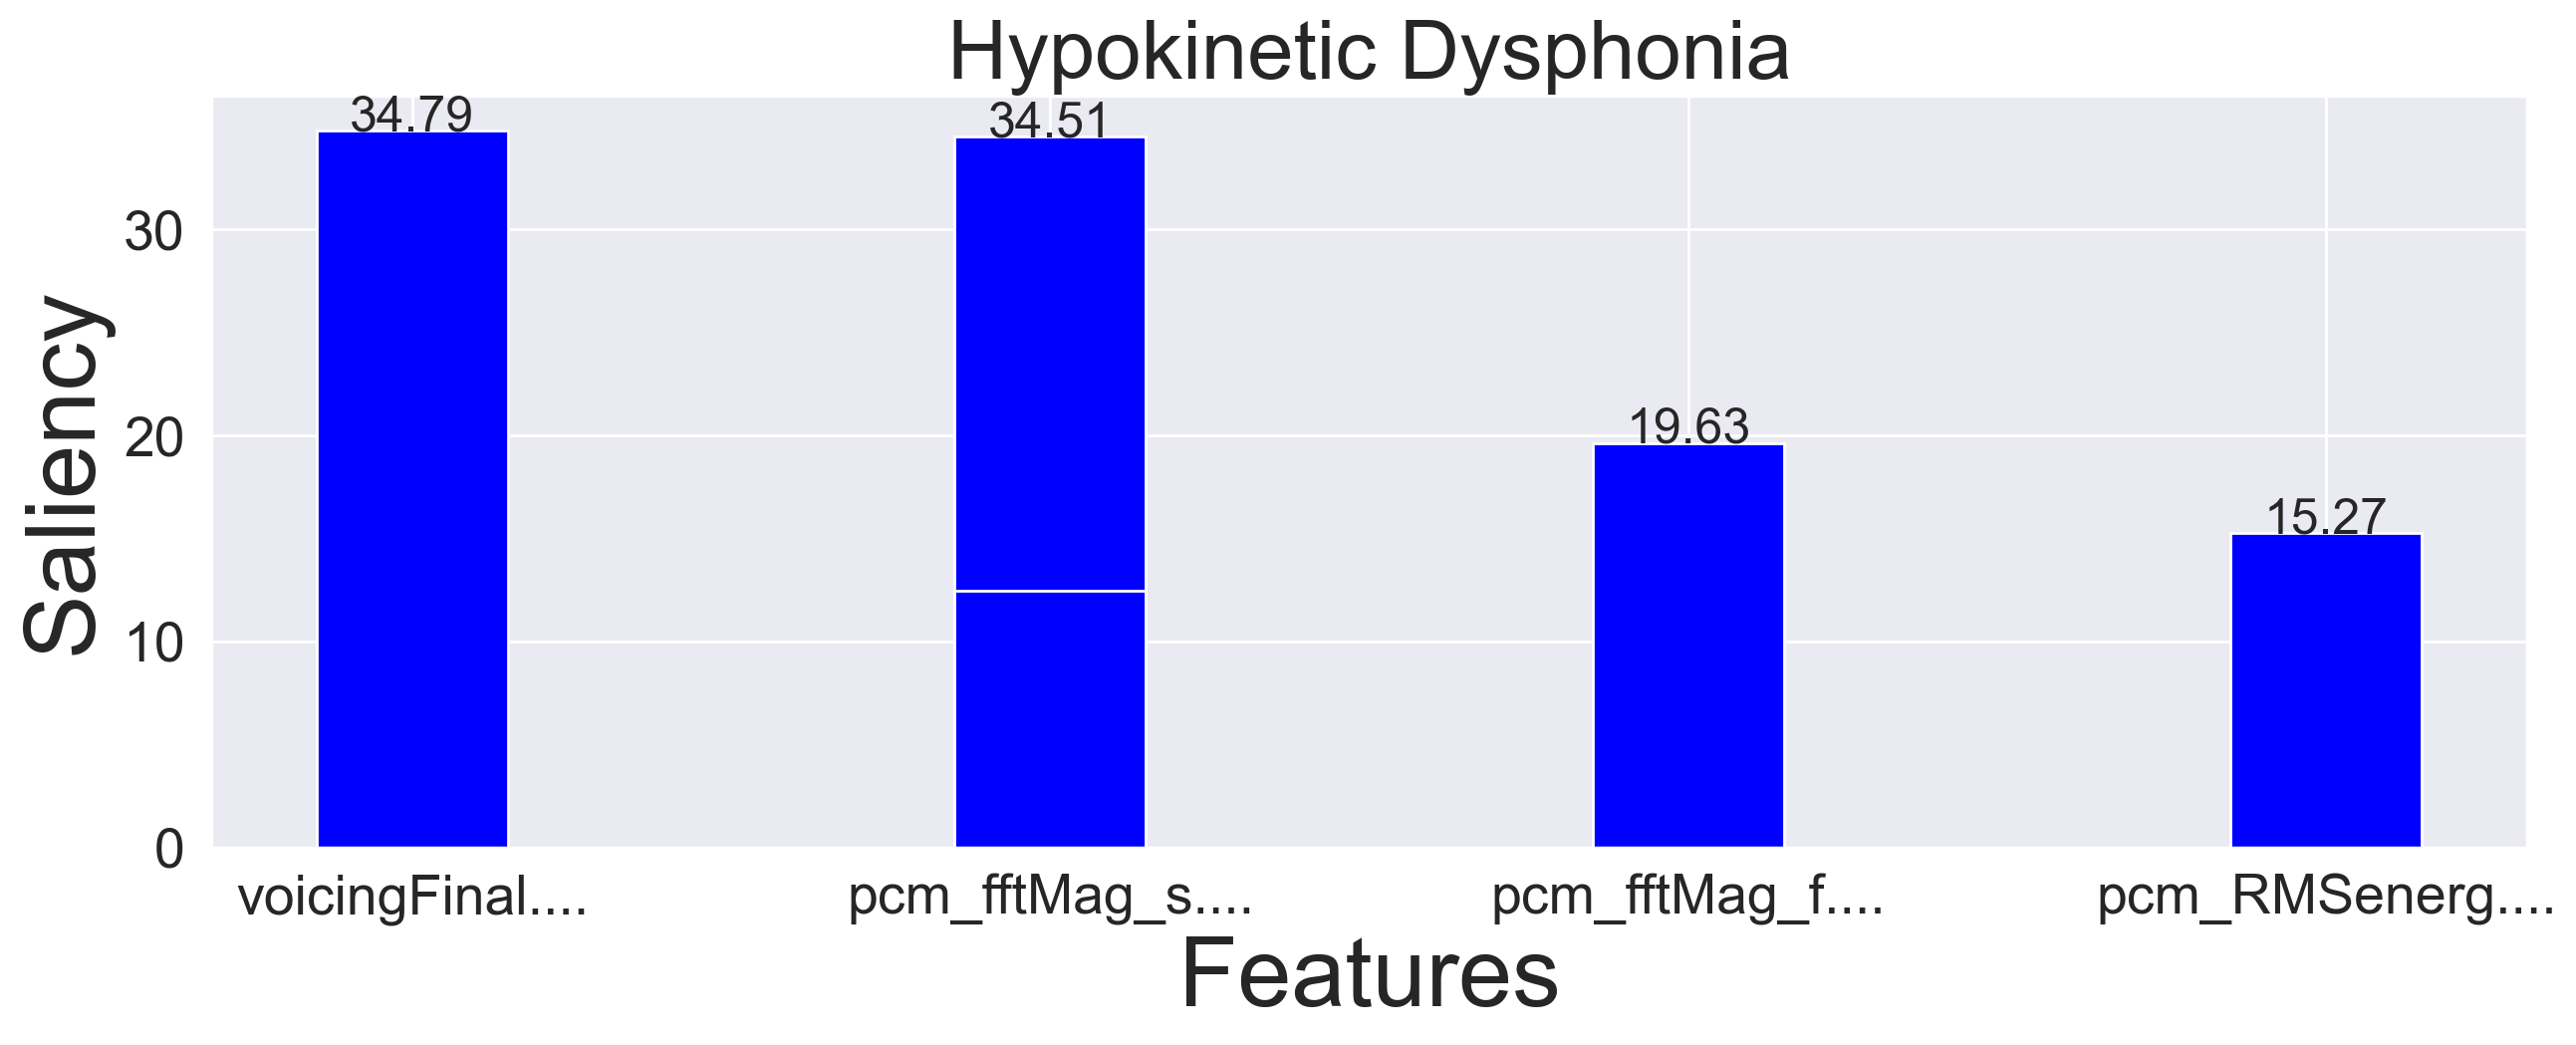 Hypokinetic Dysphonia
34.79
34.51
19.63
15.27
Saliency
30
20
10
0
voicingFinal.... pcm_fftMag_s.... pcm_fftMag_f.... pcm_RMSenerg....
Features